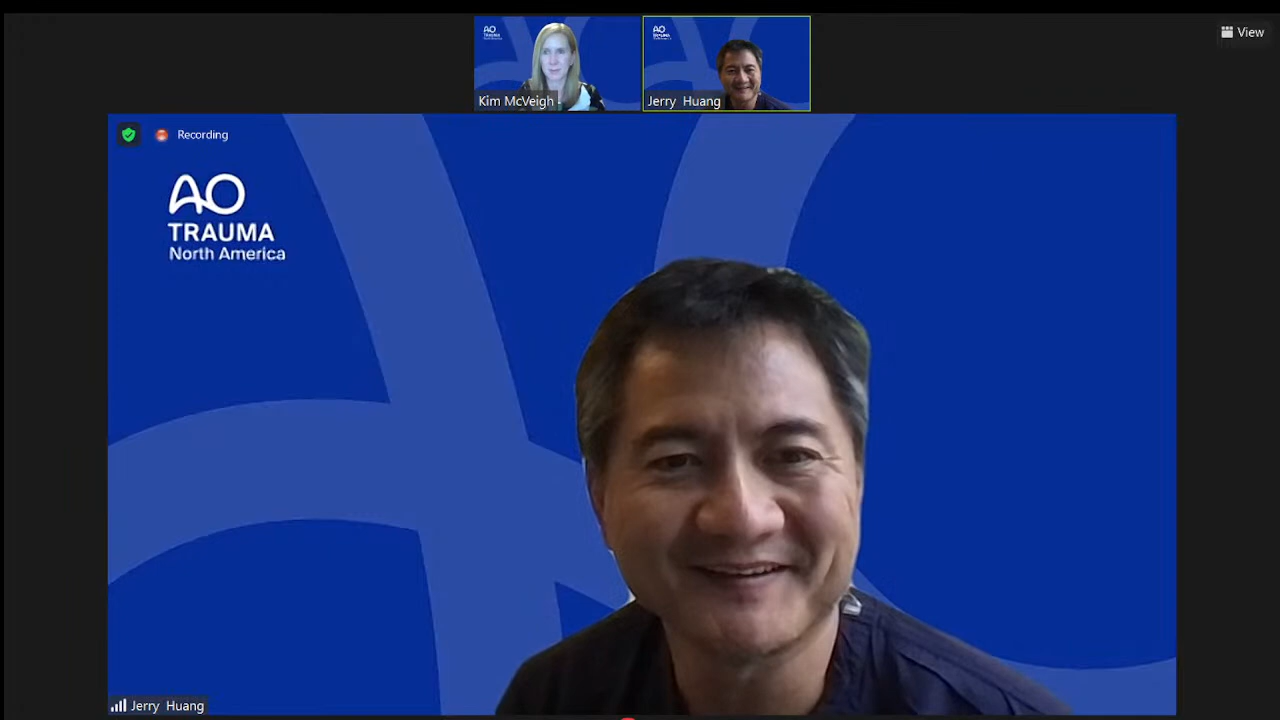 View
Kim McVeigh
Jerry Huang
Recording
AO
TRAUMA
North America
Jerry Huang